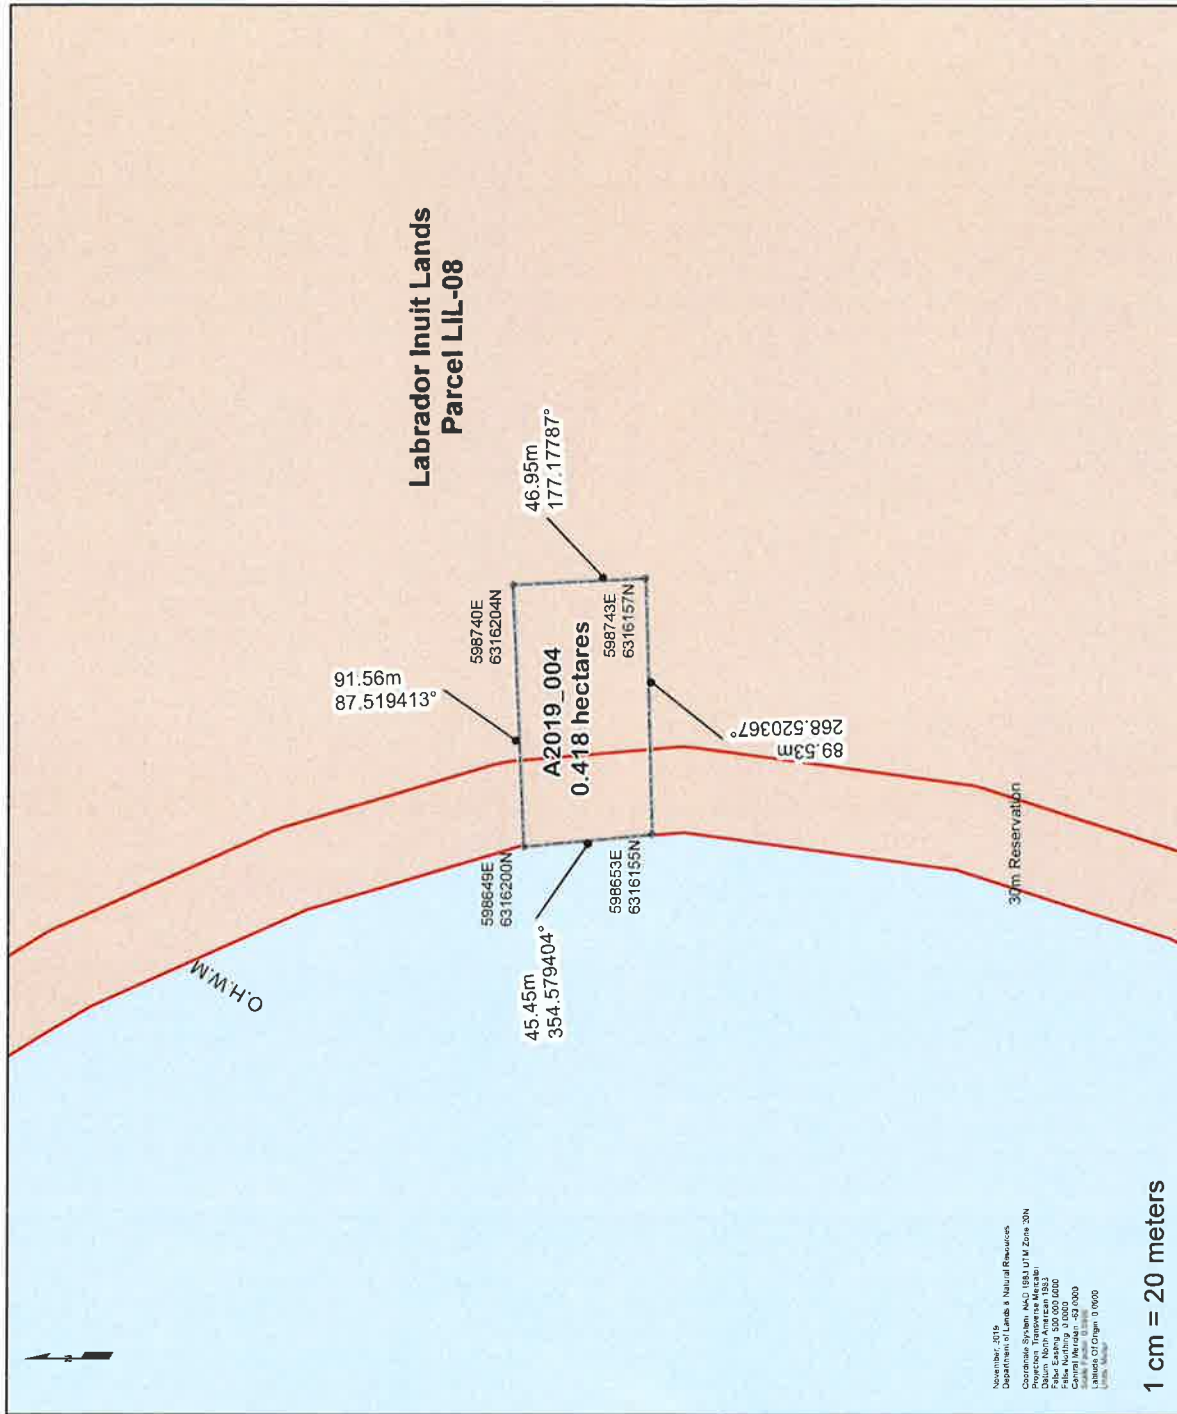 Labrador Inuit Lands
Parcel LIL-08
91.56m
87.519413°
598740E
6316204N
46.95m
177.17787°
A2019_004
0.418 hectares
598743E
6316157N
598649E
6316200N
598653E
6316155N
45.45m
354.579404°
89.53m
268.520367°
O.H.W.M
30m Reservation
N
November, 2019
Department of Lands & Natural Resources
Coordinate System: NAD 1983 UTM Zone 20N
Projection: Transverse Mercator
Datum: North American 1983
False Easting: 500 000.0000
False Northing: 0.0000
Central Meridian: -63.0000
Scale Factor:
Latitude Of Origin: 0.0000
Units: Meter
1 cm = 20 meters